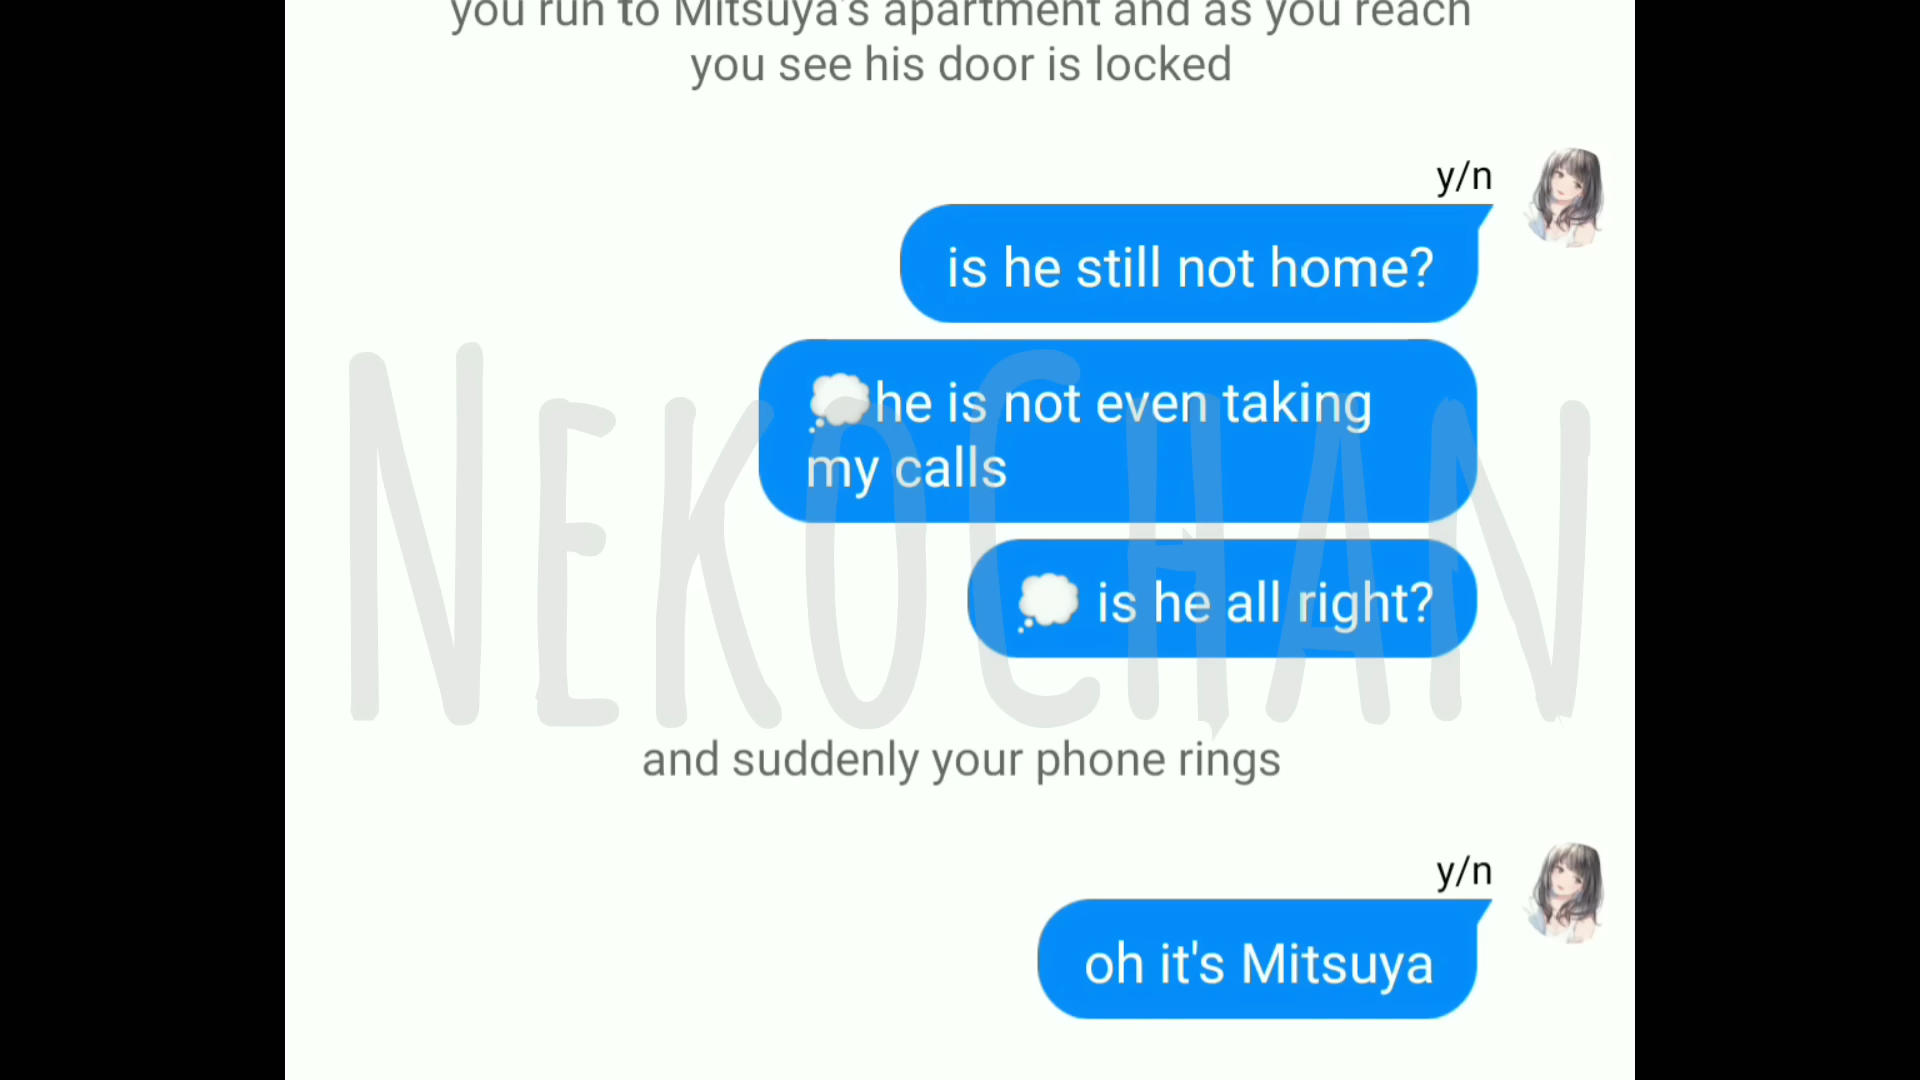 you run to Mitsuya's apartment and as you reach
you see his door is locked
y/n
is he still not home?
💭he is not even taking
my calls
💭 is he all right?
NEKOCHAN
and suddenly your phone rings
y/n
oh it's Mitsuya